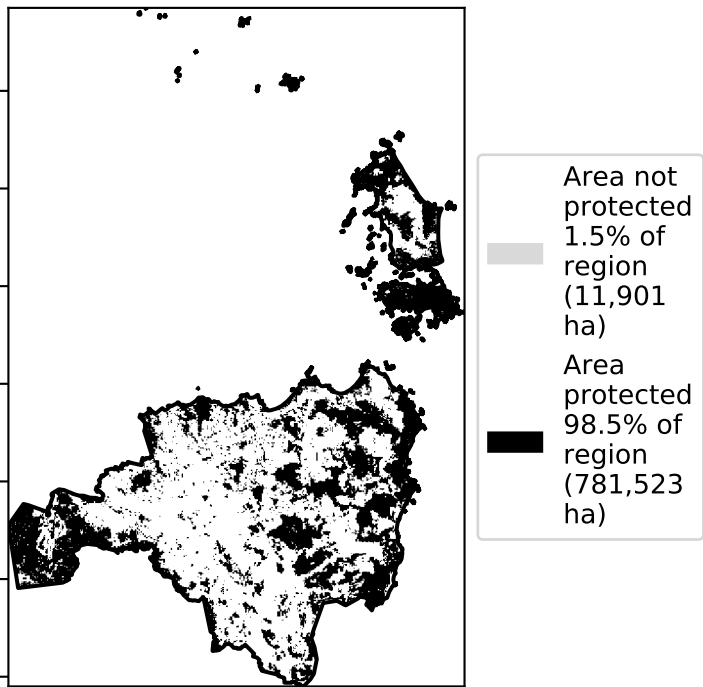 Area not
protected
1.5% of
region
(11,901
ha)
Area
protected
98.5% of
region
(781,523
ha)